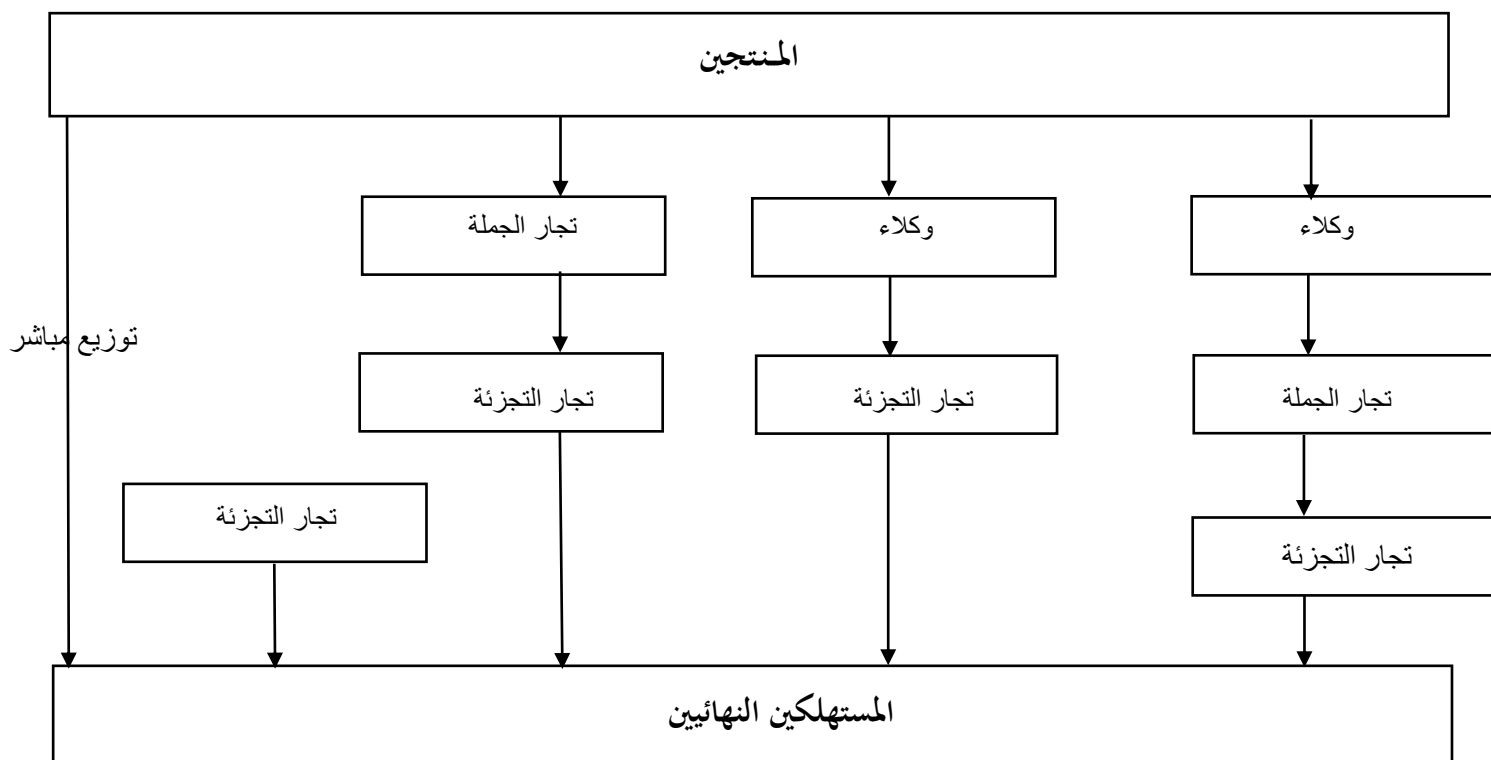 المنتجين
وكلاء
وكلاء
تجار الجملة
توزيع مباشر
تجار الجملة
تجار التجزئة
تجار التجزئة
تجار التجزئة
تجار التجزئة
المستهلكين النهائيين